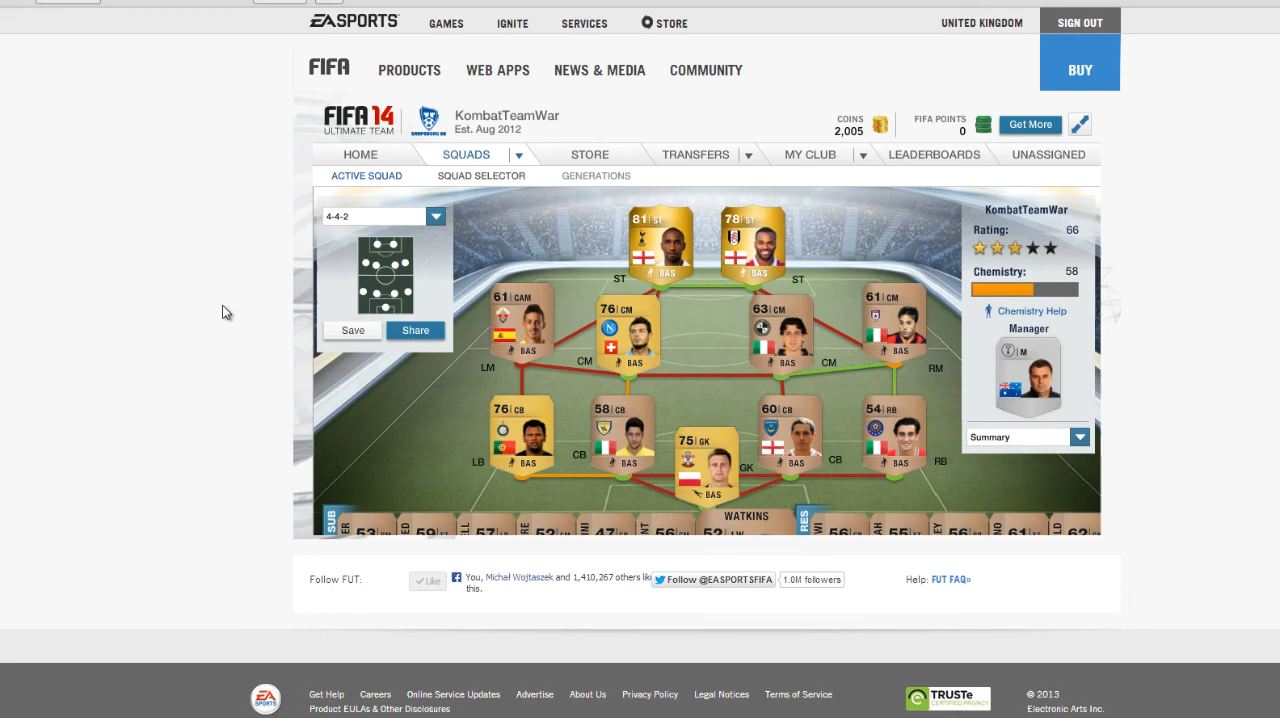 EA SPORTS GAMES IGNITE SERVICES STORE UNITED KINGDOM SIGN OUT
FIFA PRODUCTS WEB APPS NEWS & MEDIA COMMUNITY BUY
FIFA 14
ULTIMATE TEAM
KombatTeamWar
Est. Aug 2012
COINS
2,005
FIFA POINTS
0
Get More
HOME SQUADS STORE TRANSFERS MY CLUB LEADERBOARDS UNASSIGNED
ACTIVE SQUAD SQUAD SELECTOR GENERATIONS
4-4-2
Save Share
81 ST
BAS
ST
78 ST
BAS
ST
61 CAM
BAS
LM
76 CM
BAS
CM
63 CM
BAS
CM
61 CM
BAS
RM
76 CB
BAS
LB
58 CB
BAS
CB
75 GK
BAS
GK
60 CB
BAS
CB
54 RB
BAS
RB
KombatTeamWar
Rating: 66
Chemistry: 58
Chemistry Help
Manager
M
Summary
SUB
WATKINS
RES
Follow FUT:
Like
You, Michał Wojtaszek and 1,410,267 others lik
this.
Follow @EASPORTSFIFA
1.0M followers
Help: FUT FAQ»
EA SPORTS
Get Help Careers Online Service Updates Advertise About Us Privacy Policy Legal Notices Terms of Service
Product EULAs & Other Disclosures
TRUSTe
CERTIFIED PRIVACY
© 2013
Electronic Arts Inc.